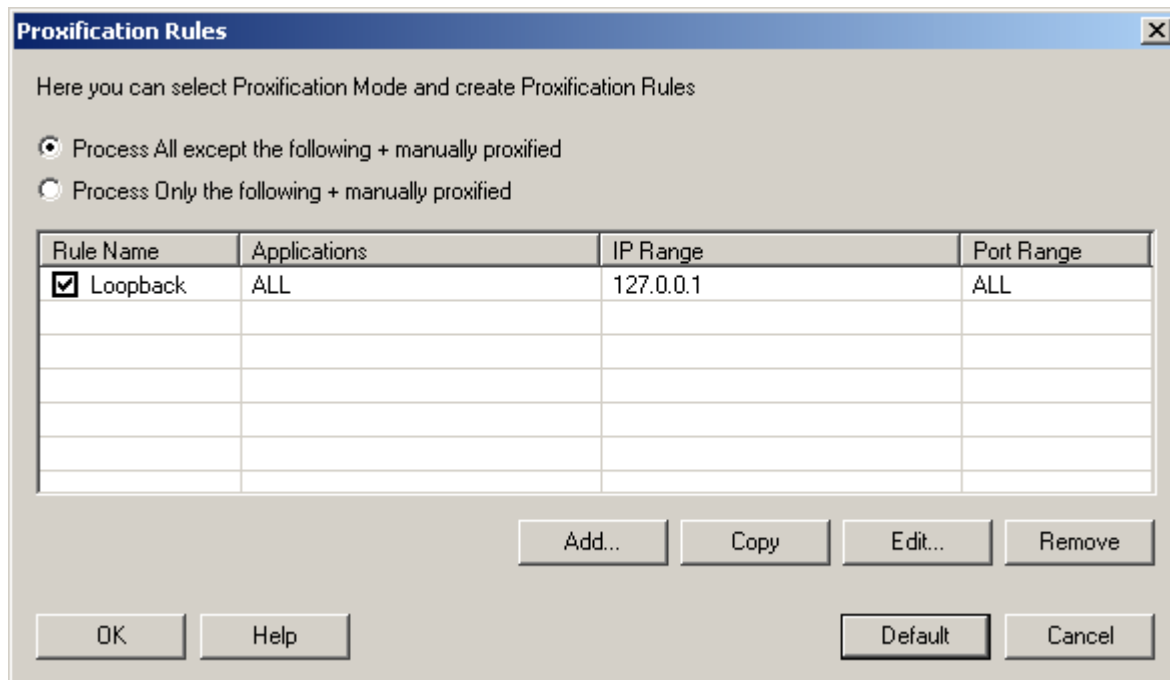 Proxification Rules
Here you can select Proxification Mode and create Proxification Rules
Process All except the following + manually proxified
Process Only the following + manually proxified
Rule Name Applications IP Range Port Range
Loopback ALL 127.0.0.1 ALL
Add... Copy Edit... Remove
OK Help Default Cancel